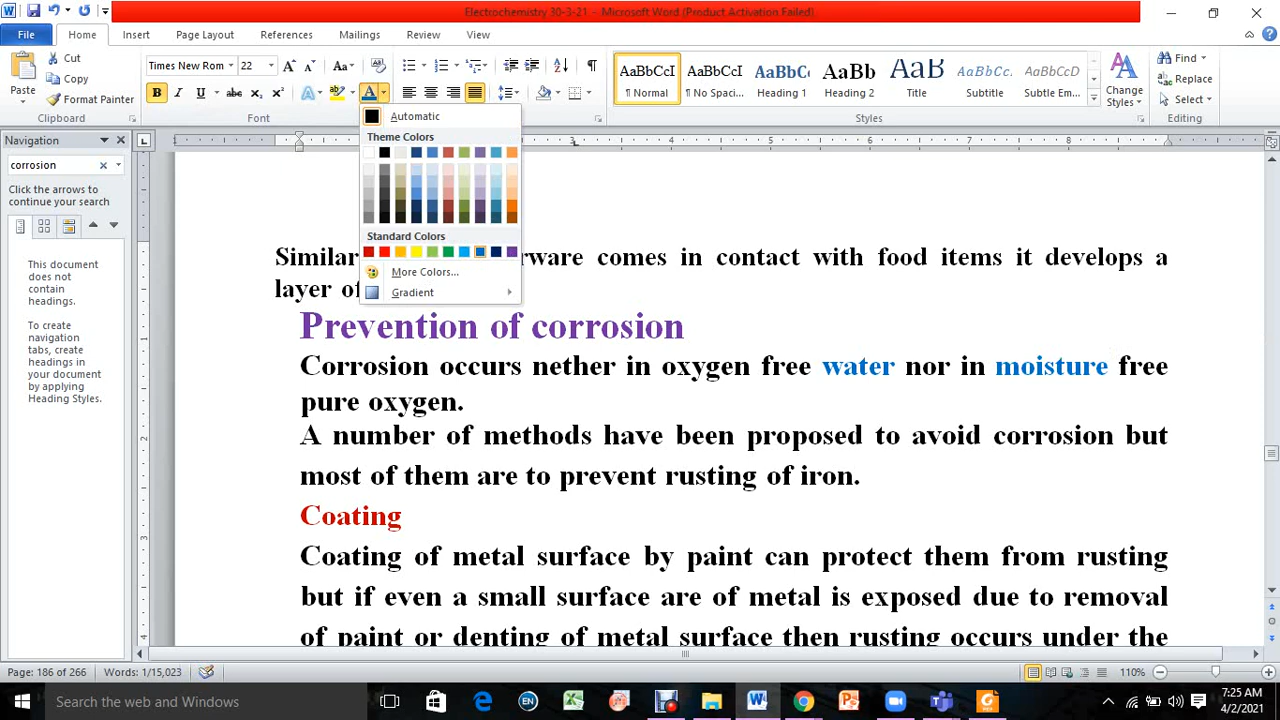 Electrochemistry 30-3-21 - Microsoft Word (Product Activation Failed)
File Home Insert Page Layout References Mailings Review View
Paste
Cut
Copy
Format Painter
Clipboard
Times New Rom 22
Font
AaBbCcI AaBbCcI AaBbCc AaBb AaB AaBbCcI AaBbCcD
¶ Normal ¶ No Spaci... Heading 1 Heading 2 Title Subtitle Subtle Em...
Styles
Change Styles
Find
Replace
Select
Editing
Automatic
Theme Colors
Standard Colors
More Colors...
Gradient
Navigation
corrosion
Click the arrows to
continue your search
This document
does not
contain
headings.
To create
navigation
tabs, create
headings in
your document
by applying
Heading Styles.
Similar rware comes in contact with food items it develops a
layer of
Prevention of corrosion
Corrosion occurs nether in oxygen free water nor in moisture free
pure oxygen.
A number of methods have been proposed to avoid corrosion but
most of them are to prevent rusting of iron.
Coating
Coating of metal surface by paint can protect them from rusting
but if even a small surface are of metal is exposed due to removal
of paint or denting of metal surface then rusting occurs under the
Page: 186 of 266 Words: 1/15,023 110%
Search the web and Windows
7:25 AM
4/2/2021